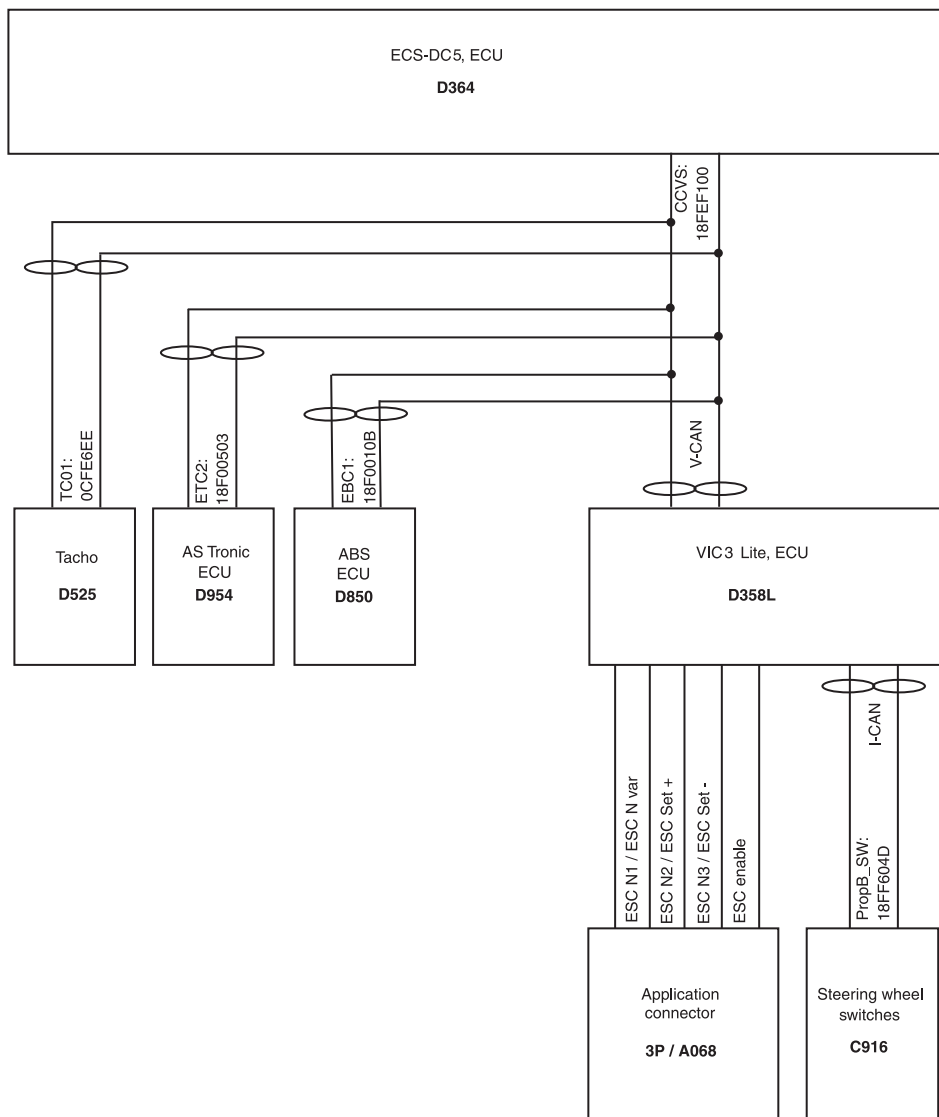 ECS-DC5, ECU
D364
CCVS:
18FEF100
TC01:
0CFE6EE
ETC2:
18F00503
EBC1:
18F0010B
V-CAN
Tacho
D525
AS Tronic
ECU
D954
ABS
ECU
D850
VIC3 Lite, ECU
D358L
ESC N1 / ESC N var
ESC N2 / ESC Set +
ESC N3 / ESC Set -
ESC enable
I-CAN
PropB_SW:
18FF604D
Application
connector
3P / A068
Steering wheel
switches
C916